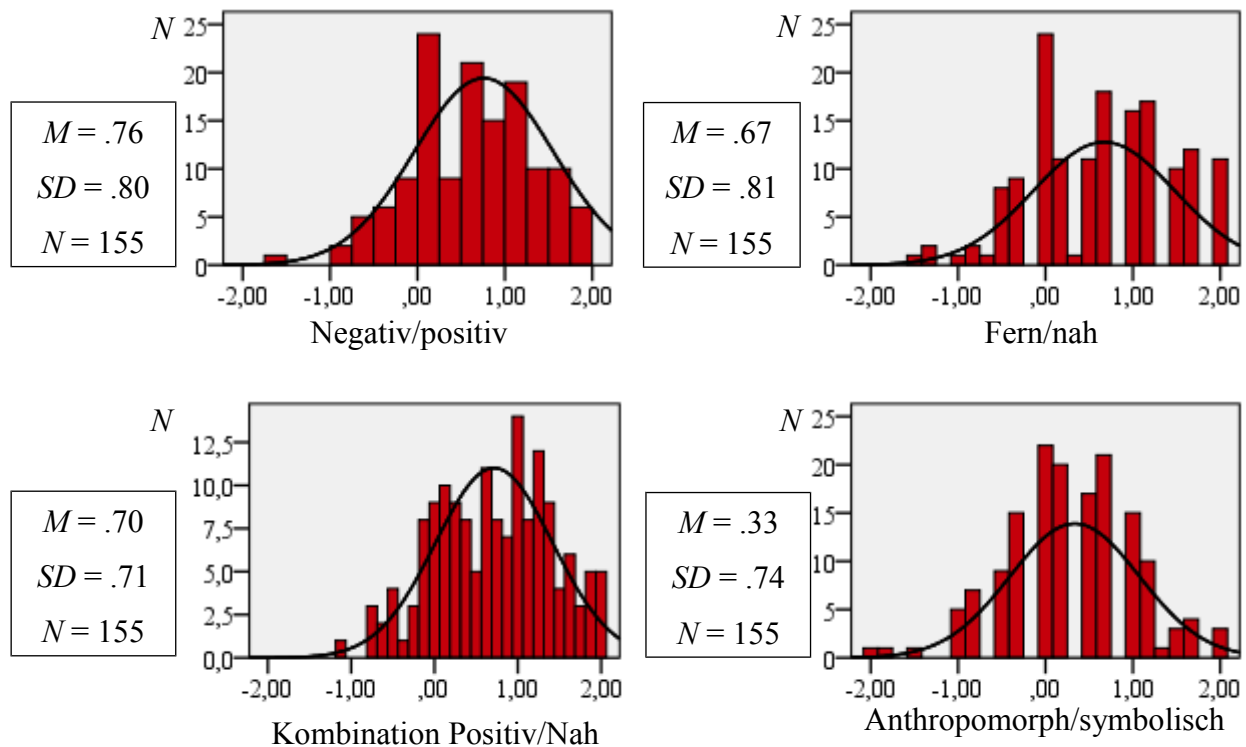 N
25
20
15
10
5
0
M = .76
SD = .80
N = 155
-2,00 -1,00 ,00 1,00 2,00
Negativ/positiv
N
25
20
15
10
5
0
M = .67
SD = .81
N = 155
-2,00 -1,00 ,00 1,00 2,00
Fern/nah
N
12,5
10,0
7,5
5,0
2,5
0,0
M = .70
SD = .71
N = 155
-2,00 -1,00 ,00 1,00 2,00
Kombination Positiv/Nah
N
25
20
15
10
5
0
M = .33
SD = .74
N = 155
-2,00 -1,00 ,00 1,00 2,00
Anthropomorph/symbolisch